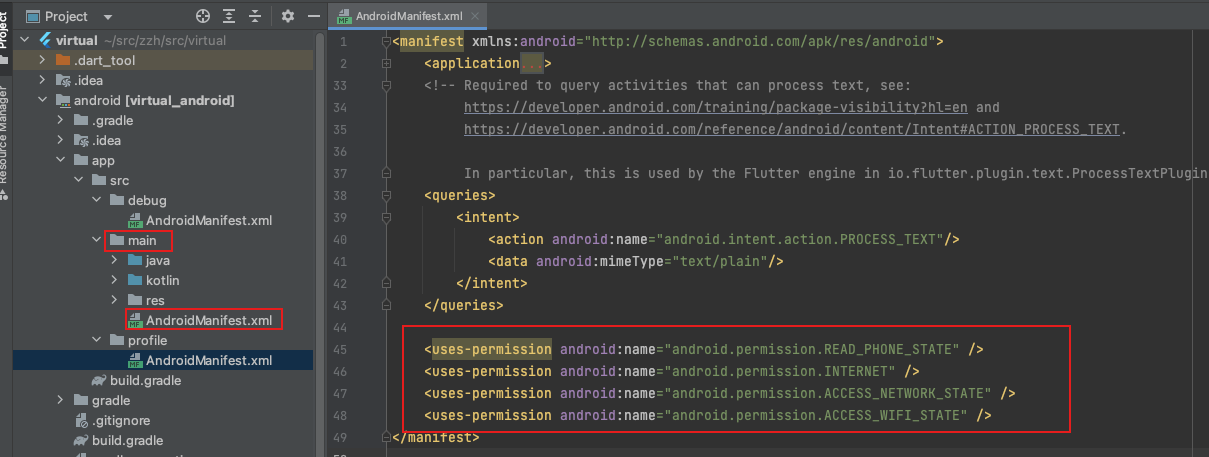 Project
Project
Resource Manager
virtual ~/src/zzh/src/virtual
.dart_tool
.idea
android [virtual_android]
.gradle
.idea
app
src
debug
AndroidManifest.xml
main
java
kotlin
res
AndroidManifest.xml
profile
AndroidManifest.xml
build.gradle
gradle
.gitignore
build.gradle
AndroidManifest.xml
1 <manifest xmlns:android="http://schemas.android.com/apk/res/android">
2 <application...>
33 <!-- Required to query activities that can process text, see:
34 https://developer.android.com/training/package-visibility?hl=en and
35 https://developer.android.com/reference/android/content/Intent#ACTION_PROCESS_TEXT.
36
37 In particular, this is used by the Flutter engine in io.flutter.plugin.text.ProcessTextPlugin
38 <queries>
39 <intent>
40 <action android:name="android.intent.action.PROCESS_TEXT"/>
41 <data android:mimeType="text/plain"/>
42 </intent>
43 </queries>
44
45 <uses-permission android:name="android.permission.READ_PHONE_STATE" />
46 <uses-permission android:name="android.permission.INTERNET" />
47 <uses-permission android:name="android.permission.ACCESS_NETWORK_STATE" />
48 <uses-permission android:name="android.permission.ACCESS_WIFI_STATE" />
49 </manifest>